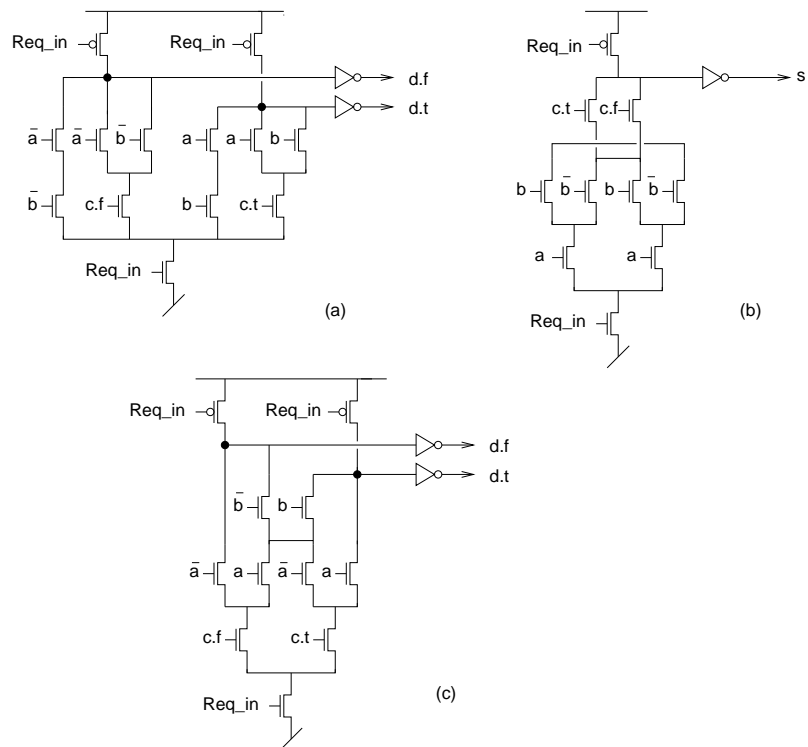 Req_in Req_in
d.f
d.t
a̅ a̅ b̅ a a b
b̅ c.f b c.t
Req_in
(a)
Req_in
s
c.t c.f
b b̅ b b̅
a a
Req_in
(b)
Req_in Req_in
d.f
d.t
b̅ b
a̅ a a̅ a
c.f c.t
Req_in
(c)